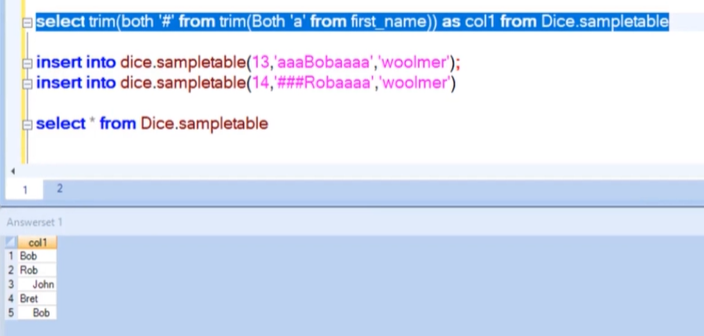 select trim(both '#' from trim(Both 'a' from first_name)) as col1 from Dice.sampletable
insert into dice.sampletable(13,'aaaBobaaaa','woolmer');
insert into dice.sampletable(14,'###Robaaaa','woolmer')
select * from Dice.sampletable
1 2
Answerset 1
col1
1 Bob
2 Rob
3 John
4 Bret
5 Bob